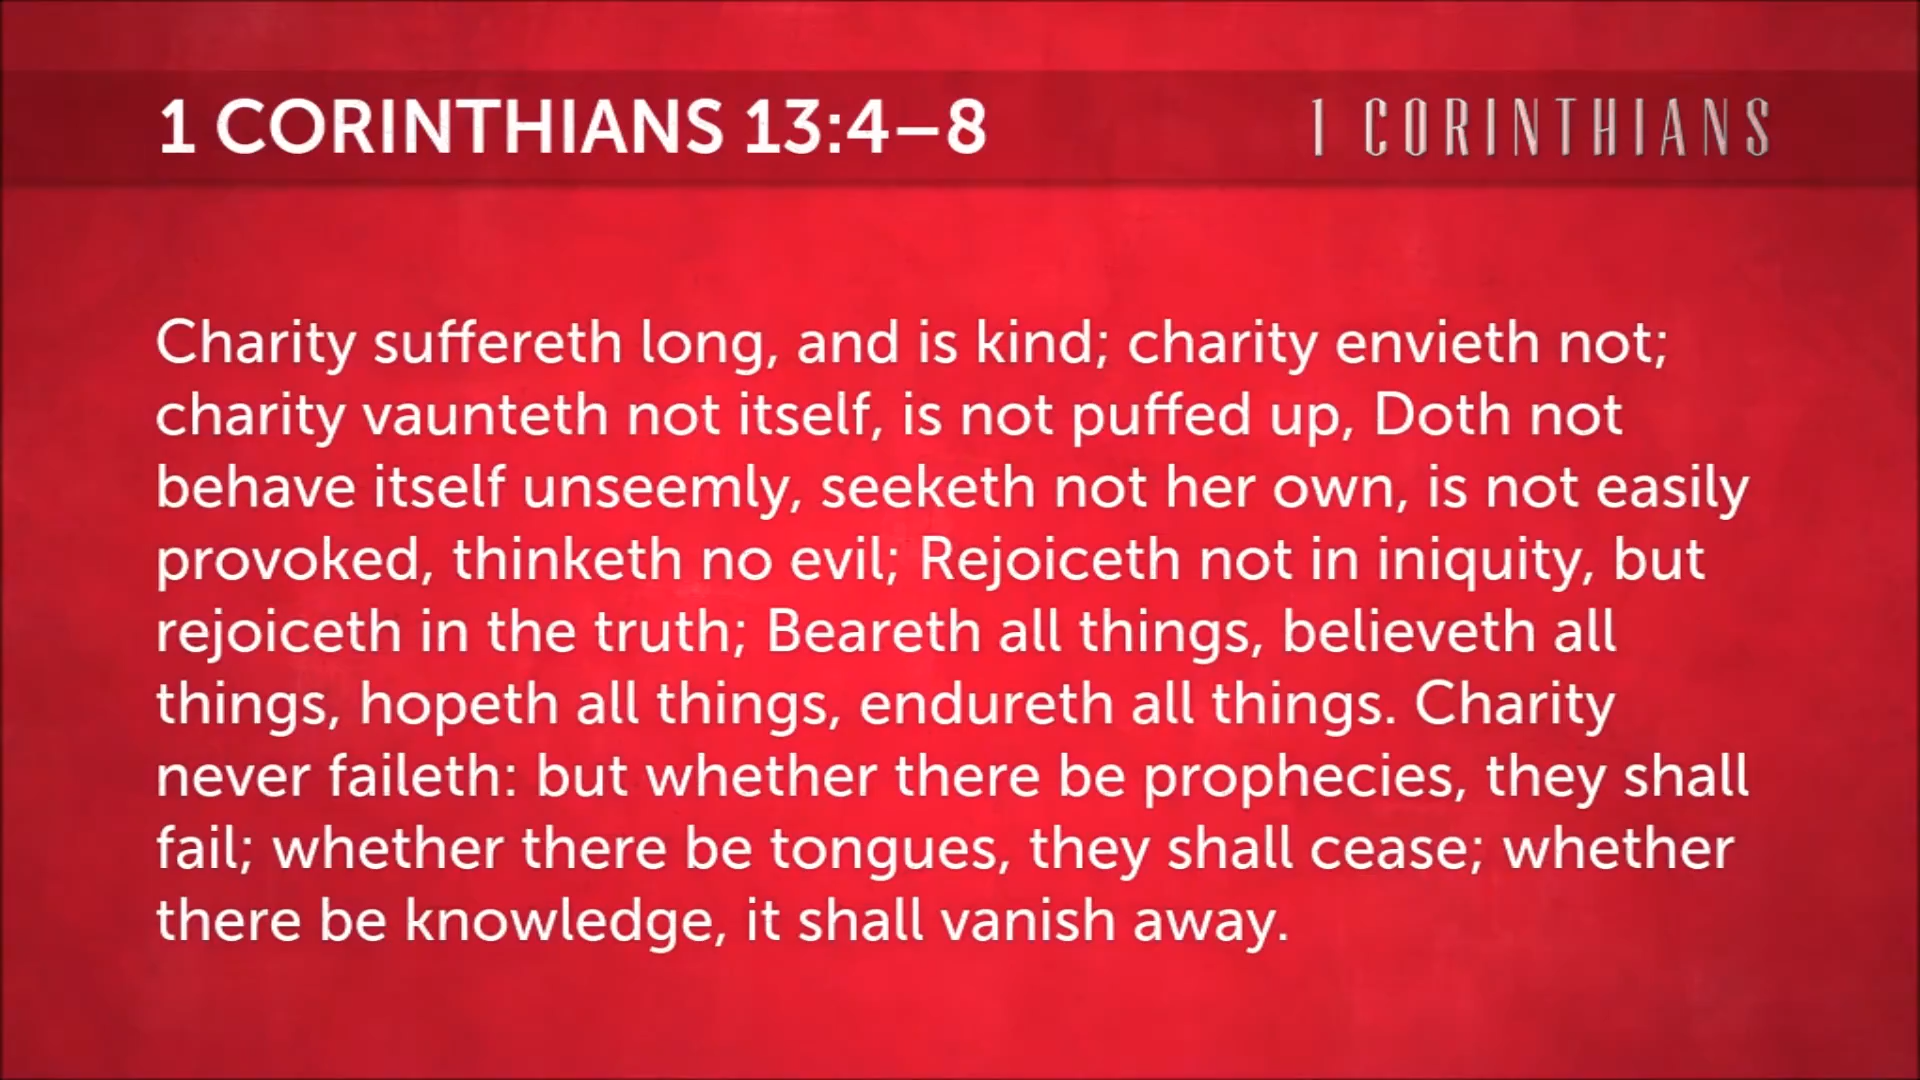 1 CORINTHIANS 13:4–8
1 CORINTHIANS
Charity suffereth long, and is kind; charity envieth not;
charity vaunteth not itself, is not puffed up, Doth not
behave itself unseemly, seeketh not her own, is not easily
provoked, thinketh no evil; Rejoiceth not in iniquity, but
rejoiceth in the truth; Beareth all things, believeth all
things, hopeth all things, endureth all things. Charity
never faileth: but whether there be prophecies, they shall
fail; whether there be tongues, they shall cease; whether
there be knowledge, it shall vanish away.